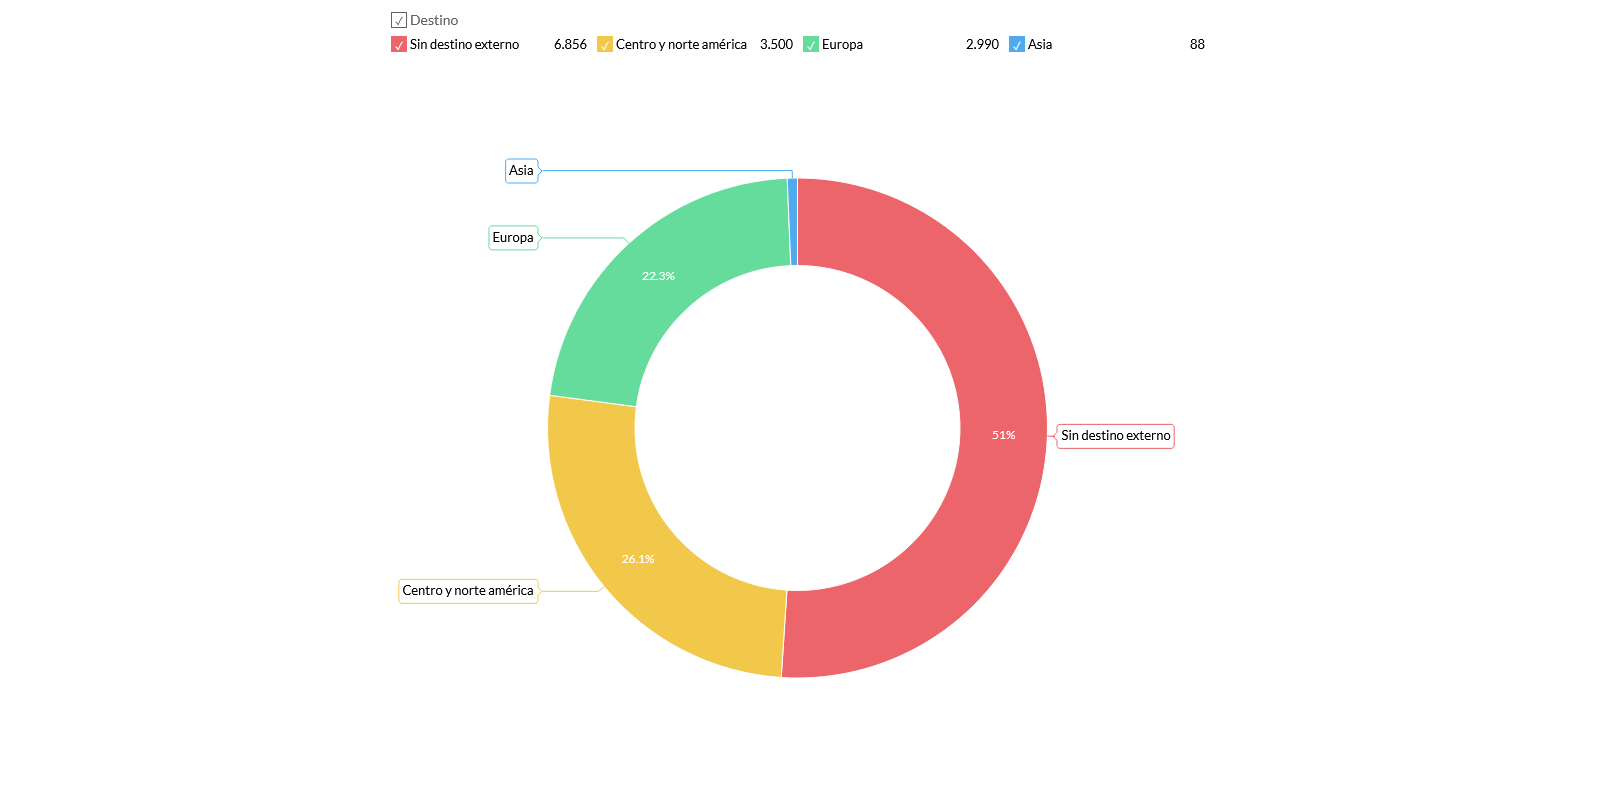 Destino
Sin destino externo 6.856 Centro y norte américa 3.500 Europa 2.990 Asia 88
Asia
Europa
22.3%
51%
Sin destino externo
26.1%
Centro y norte américa